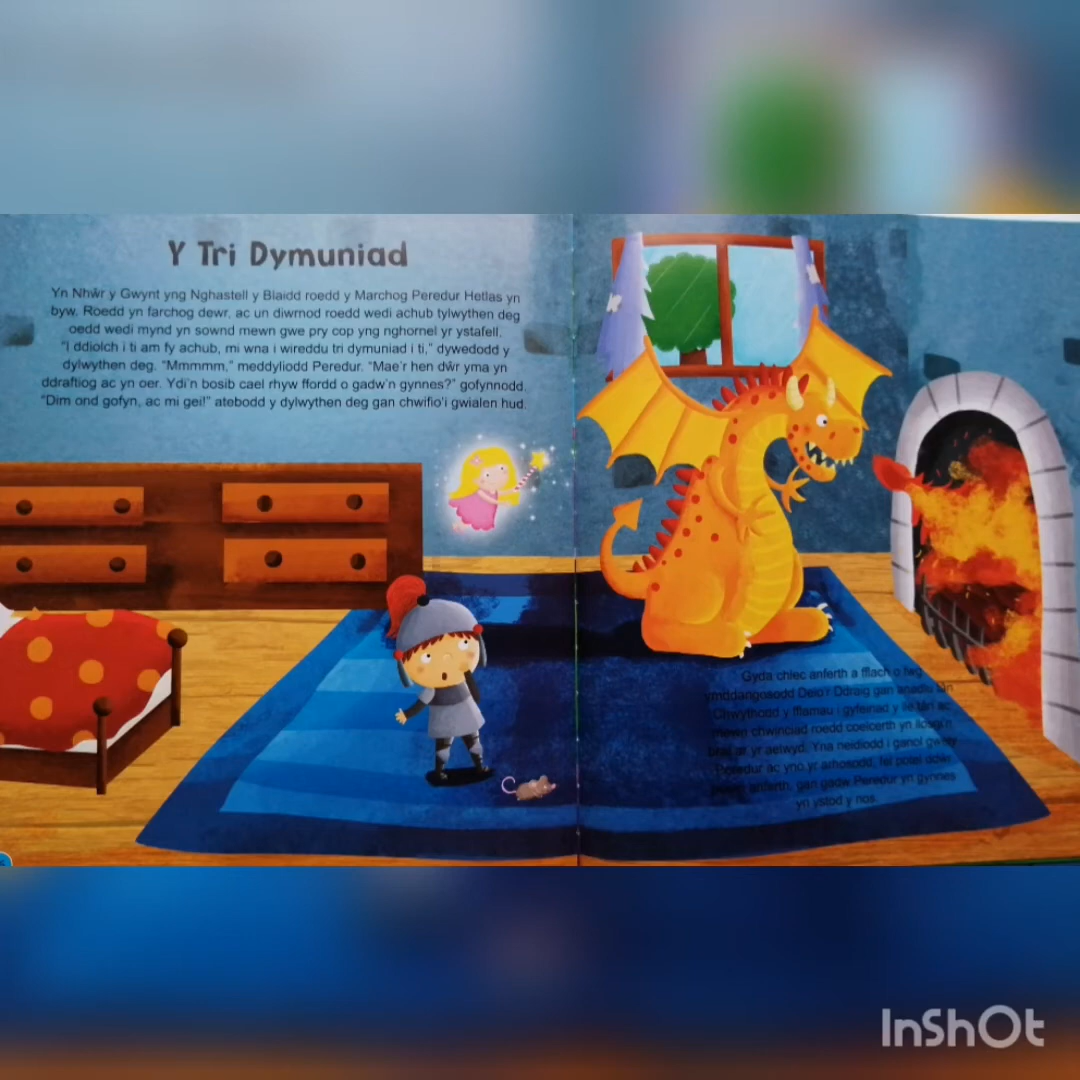 Y Tri Dymuniad
Yn Nhŵr y Gwynt yng Nghastell y Blaidd roedd y Marchog Peredur Hetlas yn
byw. Roedd yn farchog dewr, ac un diwrnod roedd wedi achub tylwythen deg
oedd wedi mynd yn sownd mewn gwe pry cop yng nghornel yr ystafell.
"I ddiolch i ti am fy achub, mi wna i wireddu tri dymuniad i ti," dywedodd y
dylwythen deg. "Mmmmm," meddyliodd Peredur. "Mae'r hen dŵr yma yn
ddraftiog ac yn oer. Ydi'n bosib cael rhyw ffordd o gadw'n gynnes?" gofynnodd.
"Dim ond gofyn, ac mi gei!" atebodd y dylwythen deg gan chwifio'i gwialen hud.
Gyda chlec anferth a fflach o fwg
ymddangosodd Deio'r Ddraig gan anadlu tân
Chwythodd y fflamau i gyfeiriad y lle tân ac
mewn chwinciad roedd coelcerth yn llosgi'n
braf ar yr aelwyd. Yna neidiodd i ganol gwely
Peredur ac yno yr arhosodd, fel potel ddŵr
anferth, gan gadw Peredur yn gynnes
yn ystod y nos.
InShOt